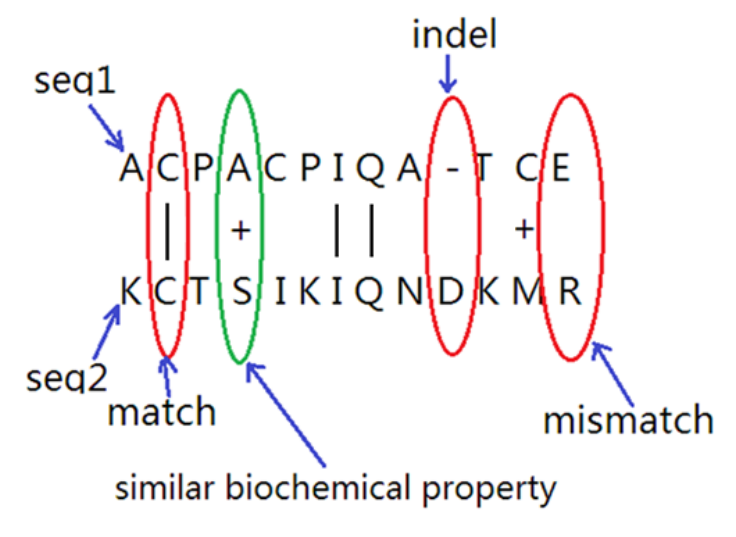 indel
seq1
A C P A C P I Q A - T C E
| + | | +
K C T S I K I Q N D K M R
seq2
match
mismatch
similar biochemical property